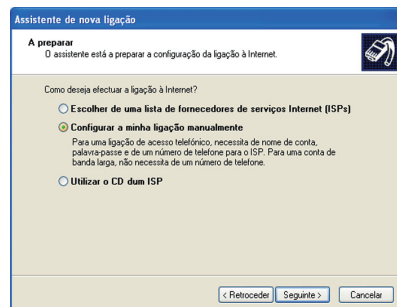 Assistente de nova ligação
A preparar
O assistente está a preparar a configuração da ligação à Internet.
Como deseja efectuar a ligação à Internet?
Escolher de uma lista de fornecedores de serviços Internet (ISPs)
Configurar a minha ligação manualmente
Para uma ligação de acesso telefónico, necessita de nome de conta,
palavra-passe e de um número de telefone para o ISP. Para uma conta de
banda larga, não necessita de um número de telefone.
Utilizar o CD dum ISP
< Retroceder Seguinte > Cancelar